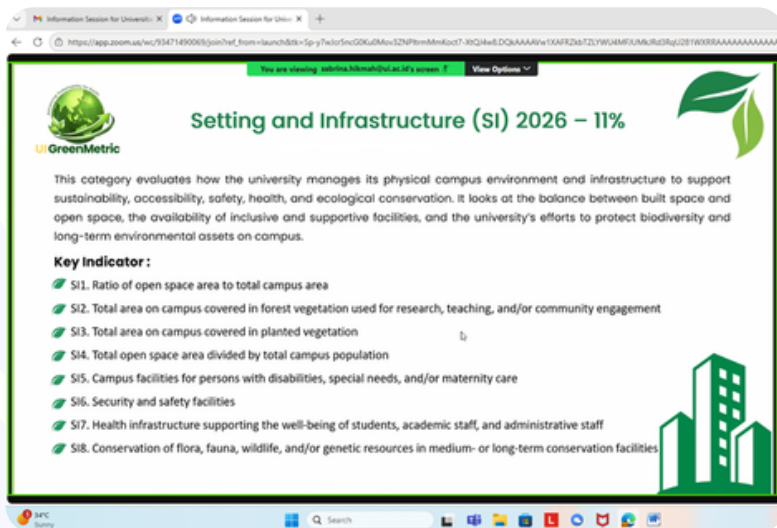 Information Session for Universiti
Information Session for Univer
You are viewing sabrina.hikmah@ui.ac.id's screen
View Options
UI GreenMetric
Setting and Infrastructure (SI) 2026 – 11%
This category evaluates how the university manages its physical campus environment and infrastructure to support
sustainability, accessibility, safety, health, and ecological conservation. It looks at the balance between built space and
open space, the availability of inclusive and supportive facilities, and the university's efforts to protect biodiversity and
long-term environmental assets on campus.
Key Indicator :
SI1. Ratio of open space area to total campus area
SI2. Total area on campus covered in forest vegetation used for research, teaching, and/or community engagement
SI3. Total area on campus covered in planted vegetation
SI4. Total open space area divided by total campus population
SI5. Campus facilities for persons with disabilities, special needs, and/or maternity care
SI6. Security and safety facilities
SI7. Health infrastructure supporting the well-being of students, academic staff, and administrative staff
SI8. Conservation of flora, fauna, wildlife, and/or genetic resources in medium- or long-term conservation facilities
34°C
Sunny
Search